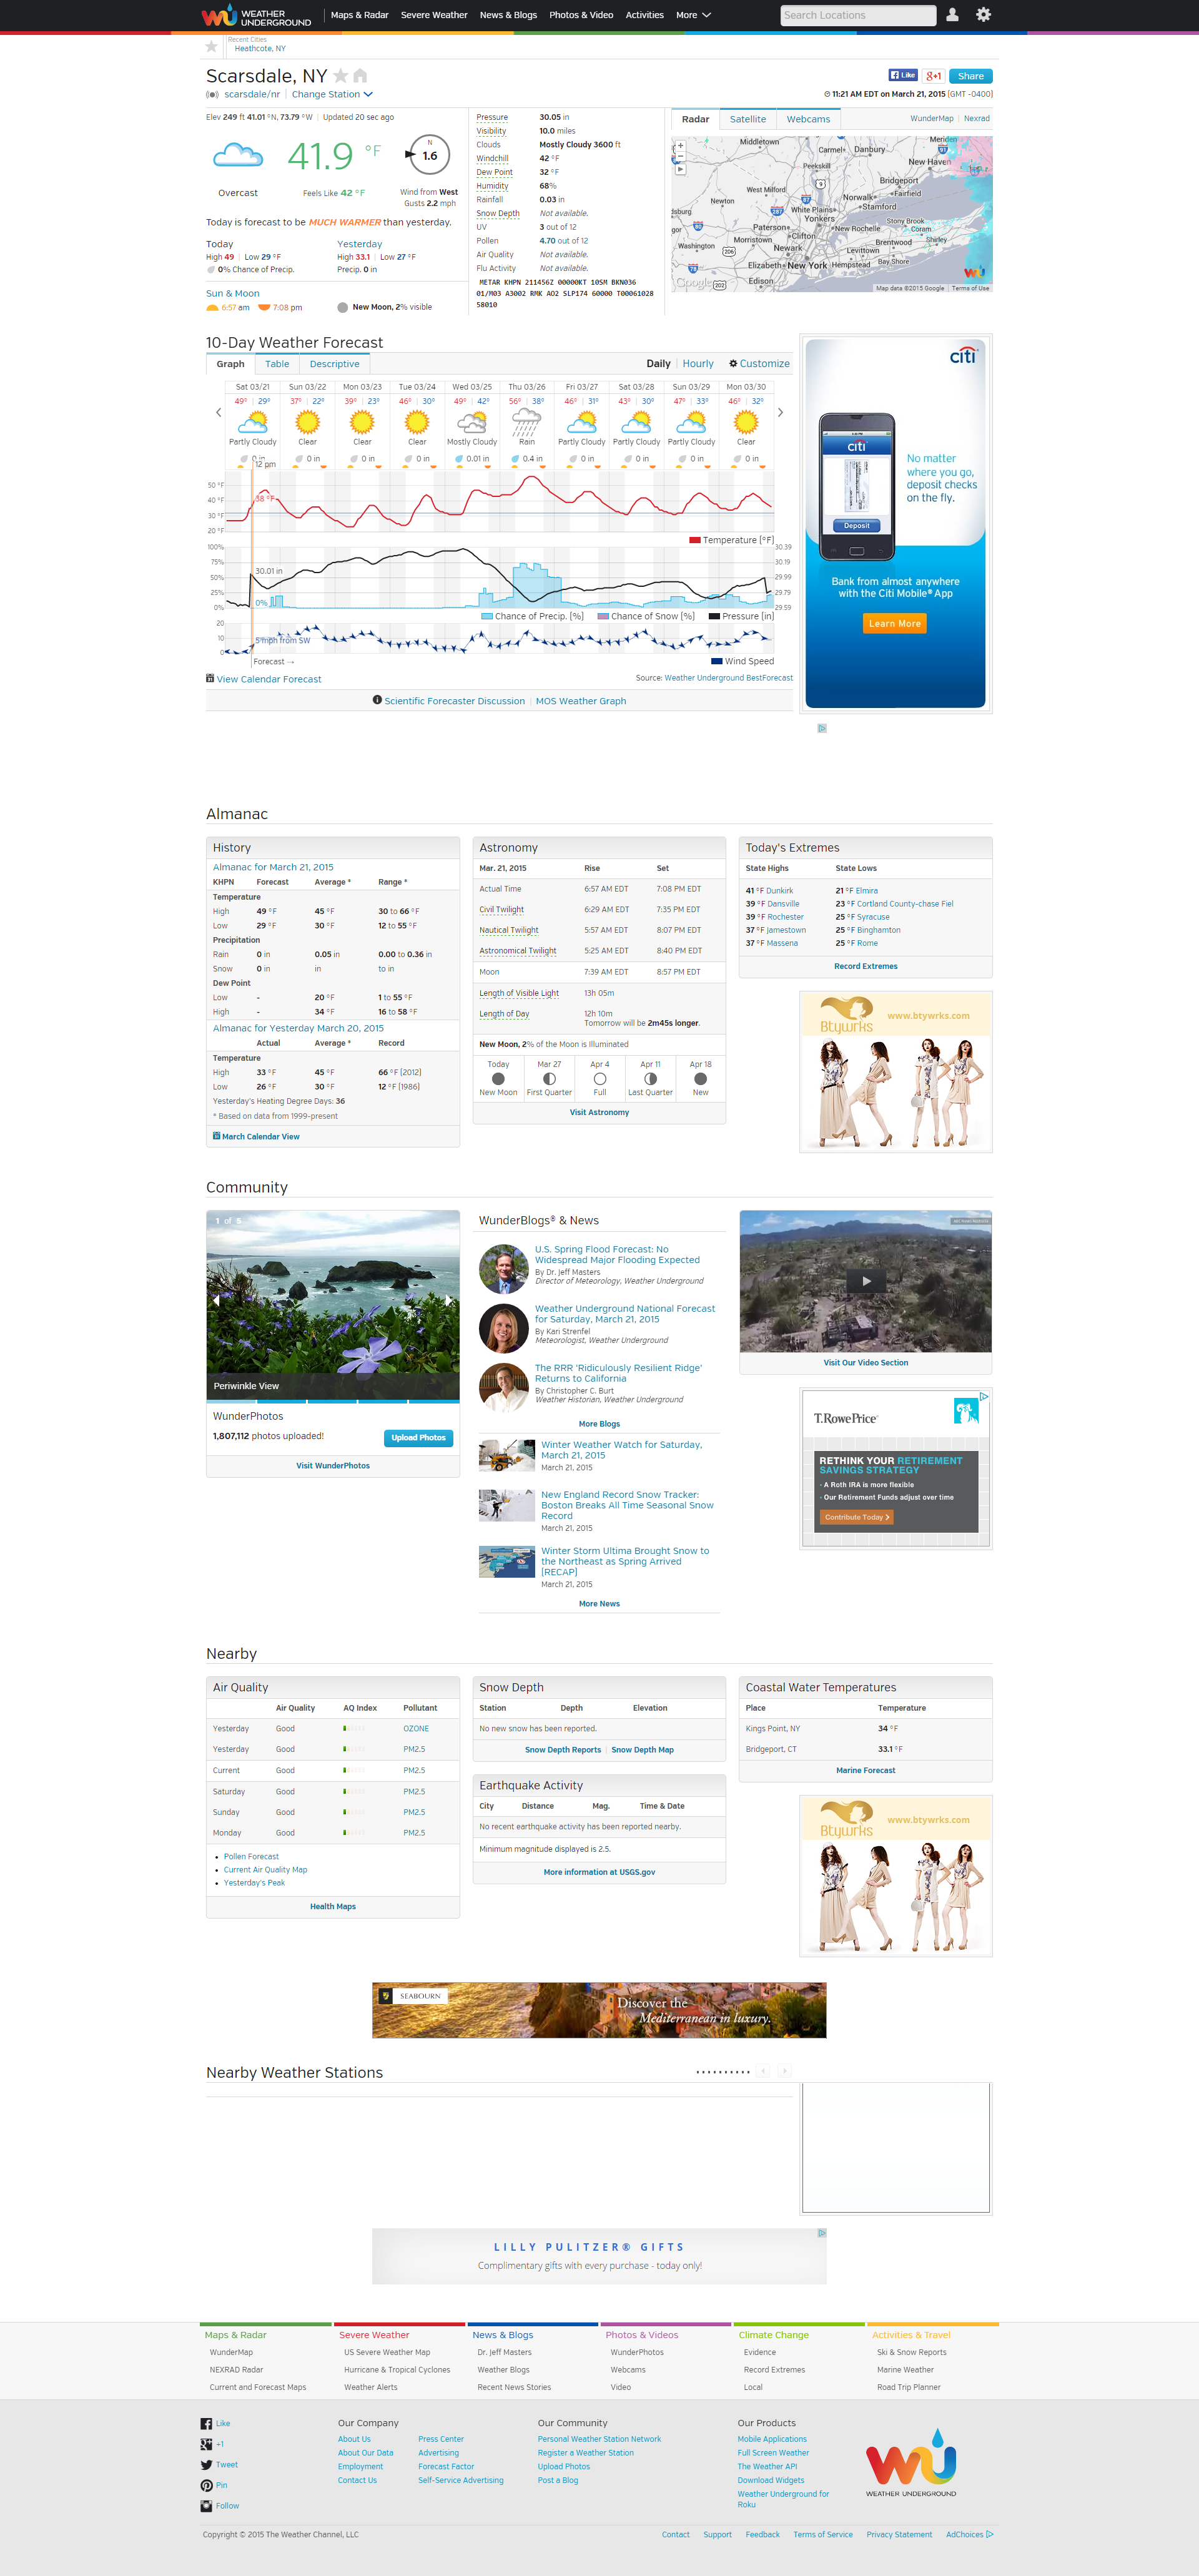 WEATHER UNDERGROUND
Maps & Radar Severe Weather News & Blogs Photos & Video Activities More
Search Locations
Recent Cities
Heathcote, NY
Scarsdale, NY
Like +1 Share
scarsdale/nr | Change Station
11:21 AM EDT on March 21, 2015 (GMT -0400)
Elev 249 ft 41.01 °N, 73.79 °W | Updated 20 sec ago
41.9 °F
N
1.6
Overcast
Feels Like 42 °F
Wind from West
Gusts 2.2 mph
Today is forecast to be MUCH WARMER than yesterday.
Today
High 49 | Low 29 °F
0% Chance of Precip.
Yesterday
High 33.1 | Low 27 °F
Precip. 0 in
Sun & Moon
6:57 am 7:08 pm
New Moon, 2% visible
Pressure 30.05 in
Visibility 10.0 miles
Clouds Mostly Cloudy 3600 ft
Windchill 42 °F
Dew Point 32 °F
Humidity 68%
Rainfall 0.03 in
Snow Depth Not available.
UV 3 out of 12
Pollen 4.70 out of 12
Air Quality Not available.
Flu Activity Not available.
METAR KHPN 211456Z 00000KT 10SM BKN036
01/M03 A3002 RMK AO2 SLP174 60000 T00061028
58010
Radar Satellite Webcams
WunderMap | Nexrad
Middletown
Carmel
Danbury
Meriden
New Haven
Peekskill
Bridgeport
West Milford
Norwalk
Fairfield
Newton
White Plains
Stamford
Paterson
Yonkers
Stony Brook
Clifton
New Rochelle
Coram
Washington
Morristown
Newark
Levittown
Shirley
Brentwood
Elizabeth
New York
Hempstead
Bay Shore
Edison
Google
Map data ©2015 Google | Terms of Use
10-Day Weather Forecast
Graph Table Descriptive
Daily | Hourly Customize
Sat 03/21 Sun 03/22 Mon 03/23 Tue 03/24 Wed 03/25 Thu 03/26 Fri 03/27 Sat 03/28 Sun 03/29 Mon 03/30
49° | 29° 37° | 22° 39° | 23° 46° | 30° 49° | 42° 56° | 38° 46° | 31° 43° | 30° 47° | 33° 46° | 32°
Partly Cloudy Clear Clear Clear Mostly Cloudy Rain Partly Cloudy Partly Cloudy Partly Cloudy Clear
0 in 0 in 0 in 0 in 0.01 in 0.4 in 0 in 0 in 0 in 0 in
12 pm
50 °F
40 °F
30 °F
20 °F
38 °F
Temperature (°F)
100%
75%
50%
25%
0%
30.01 in
0%
30.39
30.19
29.99
29.79
29.59
Chance of Precip. (%) Chance of Snow (%) Pressure (in)
20
10
0
5 mph from SW
Wind Speed
Forecast →
View Calendar Forecast
Source: Weather Underground BestForecast
Scientific Forecaster Discussion | MOS Weather Graph
citi
citi
Deposit
No matter
where you go,
deposit checks
on the fly.
Bank from almost anywhere
with the Citi Mobile® App
Learn More
Almanac
History
Almanac for March 21, 2015
KHPN Forecast Average * Range *
Temperature
High 49 °F 45 °F 30 to 66 °F
Low 29 °F 30 °F 12 to 55 °F
Precipitation
Rain 0 in 0.05 in 0.00 to 0.36 in
Snow 0 in in to in
Dew Point
Low - 20 °F 1 to 55 °F
High - 34 °F 16 to 58 °F
Almanac for Yesterday March 20, 2015
Actual Average * Record
Temperature
High 33 °F 45 °F 66 °F (2012)
Low 26 °F 30 °F 12 °F (1986)
Yesterday's Heating Degree Days: 36
* Based on data from 1999-present
March Calendar View
Astronomy
Mar. 21, 2015 Rise Set
Actual Time 6:57 AM EDT 7:08 PM EDT
Civil Twilight 6:29 AM EDT 7:35 PM EDT
Nautical Twilight 5:57 AM EDT 8:07 PM EDT
Astronomical Twilight 5:25 AM EDT 8:40 PM EDT
Moon 7:39 AM EDT 8:57 PM EDT
Length of Visible Light 13h 05m
Length of Day 12h 10m
Tomorrow will be 2m45s longer.
New Moon, 2% of the Moon is Illuminated
Today Mar 27 Apr 4 Apr 11 Apr 18
New Moon First Quarter Full Last Quarter New
Visit Astronomy
Today's Extremes
State Highs State Lows
41 °F Dunkirk 21 °F Elmira
39 °F Dansville 23 °F Cortland County-chase Fiel
39 °F Rochester 25 °F Syracuse
37 °F Jamestown 25 °F Binghamton
37 °F Massena 25 °F Rome
Record Extremes
Btywrks
www.btywrks.com
Community
1 of 5
Periwinkle View
WunderPhotos
1,807,112 photos uploaded!
Upload Photos
Visit WunderPhotos
WunderBlogs® & News
U.S. Spring Flood Forecast: No
Widespread Major Flooding Expected
By Dr. Jeff Masters
Director of Meteorology, Weather Underground
Weather Underground National Forecast
for Saturday, March 21, 2015
By Kari Strenfel
Meteorologist, Weather Underground
The RRR 'Ridiculously Resilient Ridge'
Returns to California
By Christopher C. Burt
Weather Historian, Weather Underground
More Blogs
Winter Weather Watch for Saturday,
March 21, 2015
March 21, 2015
New England Record Snow Tracker:
Boston Breaks All Time Seasonal Snow
Record
March 21, 2015
Winter Storm Ultima Brought Snow to
the Northeast as Spring Arrived
(RECAP)
March 21, 2015
More News
Visit Our Video Section
T.RowePrice
RETHINK YOUR RETIREMENT
SAVINGS STRATEGY
· A Roth IRA is more flexible
· Our Retirement Funds adjust over time
Contribute Today
Nearby
Air Quality
Air Quality AQ Index Pollutant
Yesterday Good OZONE
Yesterday Good PM2.5
Current Good PM2.5
Saturday Good PM2.5
Sunday Good PM2.5
Monday Good PM2.5
• Pollen Forecast
• Current Air Quality Map
• Yesterday's Peak
Health Maps
Snow Depth
Station Depth Elevation
No new snow has been reported.
Snow Depth Reports | Snow Depth Map
Earthquake Activity
City Distance Mag. Time & Date
No recent earthquake activity has been reported nearby.
Minimum magnitude displayed is 2.5.
More information at USGS.gov
Coastal Water Temperatures
Place Temperature
Kings Point, NY 34 °F
Bridgeport, CT 33.1 °F
Marine Forecast
Btywrks
www.btywrks.com
SEABOURN
Discover the
Mediterranean in luxury.
Nearby Weather Stations
LILLY PULITZER® GIFTS
Complimentary gifts with every purchase - today only!
Maps & Radar Severe Weather News & Blogs Photos & Videos Climate Change Activities & Travel
WunderMap US Severe Weather Map Dr. Jeff Masters WunderPhotos Evidence Ski & Snow Reports
NEXRAD Radar Hurricane & Tropical Cyclones Weather Blogs Webcams Record Extremes Marine Weather
Current and Forecast Maps Weather Alerts Recent News Stories Video Local Road Trip Planner
Like
+1
Tweet
Pin
Follow
Our Company
About Us Press Center
About Our Data Advertising
Employment Forecast Factor
Contact Us Self-Service Advertising
Our Community
Personal Weather Station Network
Register a Weather Station
Upload Photos
Post a Blog
Our Products
Mobile Applications
Full Screen Weather
The Weather API
Download Widgets
Weather Underground for
Roku
WEATHER UNDERGROUND
Copyright © 2015 The Weather Channel, LLC
Contact Support Feedback Terms of Service Privacy Statement AdChoices